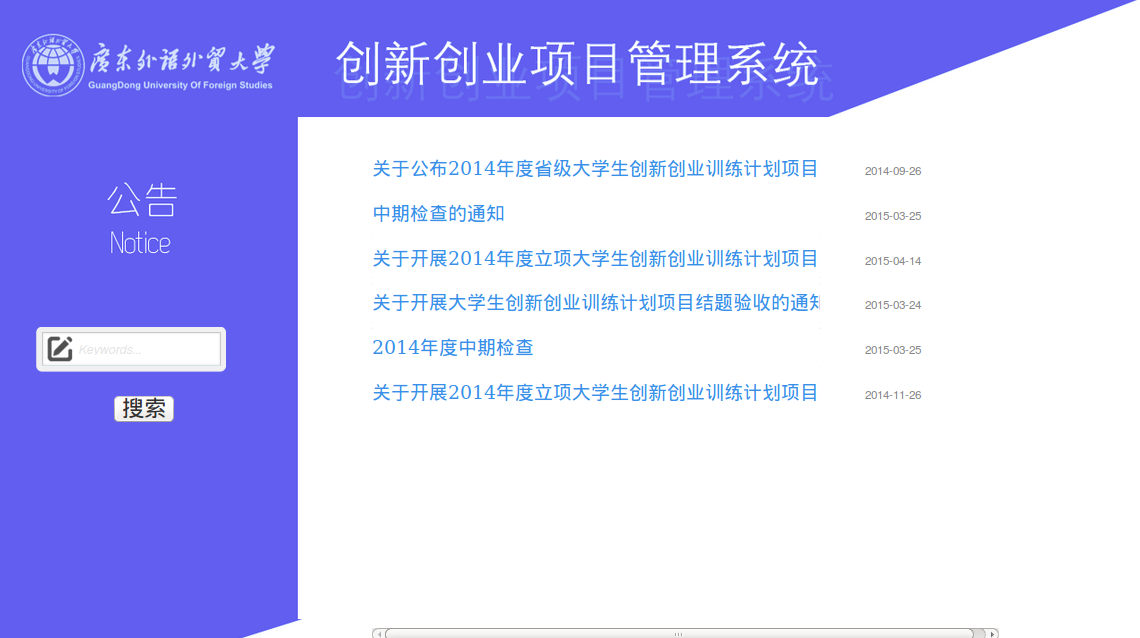 廣东外语外贸大学
GuangDong University Of Foreign Studies
创新创业项目管理系统
公告
Notice
Keywords...
搜索
关于公布2014年度省级大学生创新创业训练计划项目 2014-09-26
中期检查的通知 2015-03-25
关于开展2014年度立项大学生创新创业训练计划项目 2015-04-14
关于开展大学生创新创业训练计划项目结题验收的通知 2015-03-24
2014年度中期检查 2015-03-25
关于开展2014年度立项大学生创新创业训练计划项目 2014-11-26